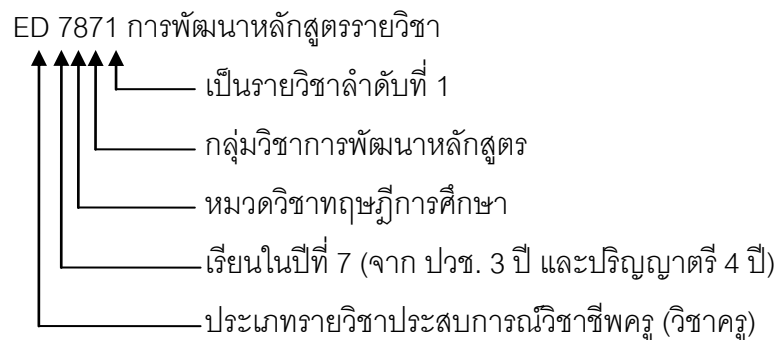 ED 7871 การพัฒนาหลักสูตรรายวิชา
เป็นรายวิชาลำดับที่ 1
กลุ่มวิชาการพัฒนาหลักสูตร
หมวดวิชาทฤษฎีการศึกษา
เรียนในปีที่ 7 (จาก ปวช. 3 ปี และปริญญาตรี 4 ปี)
ประเภทรายวิชาประสบการณ์วิชาชีพครู (วิชาครู)